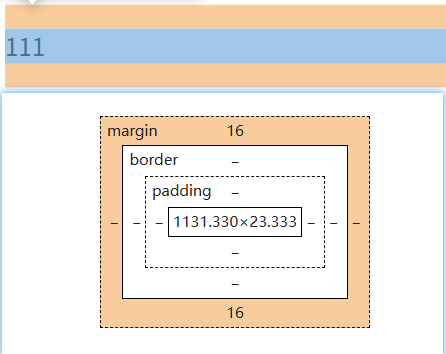 111
margin 16
border –
padding –
– – – 1131.330×23.333 – – –
–
–
16